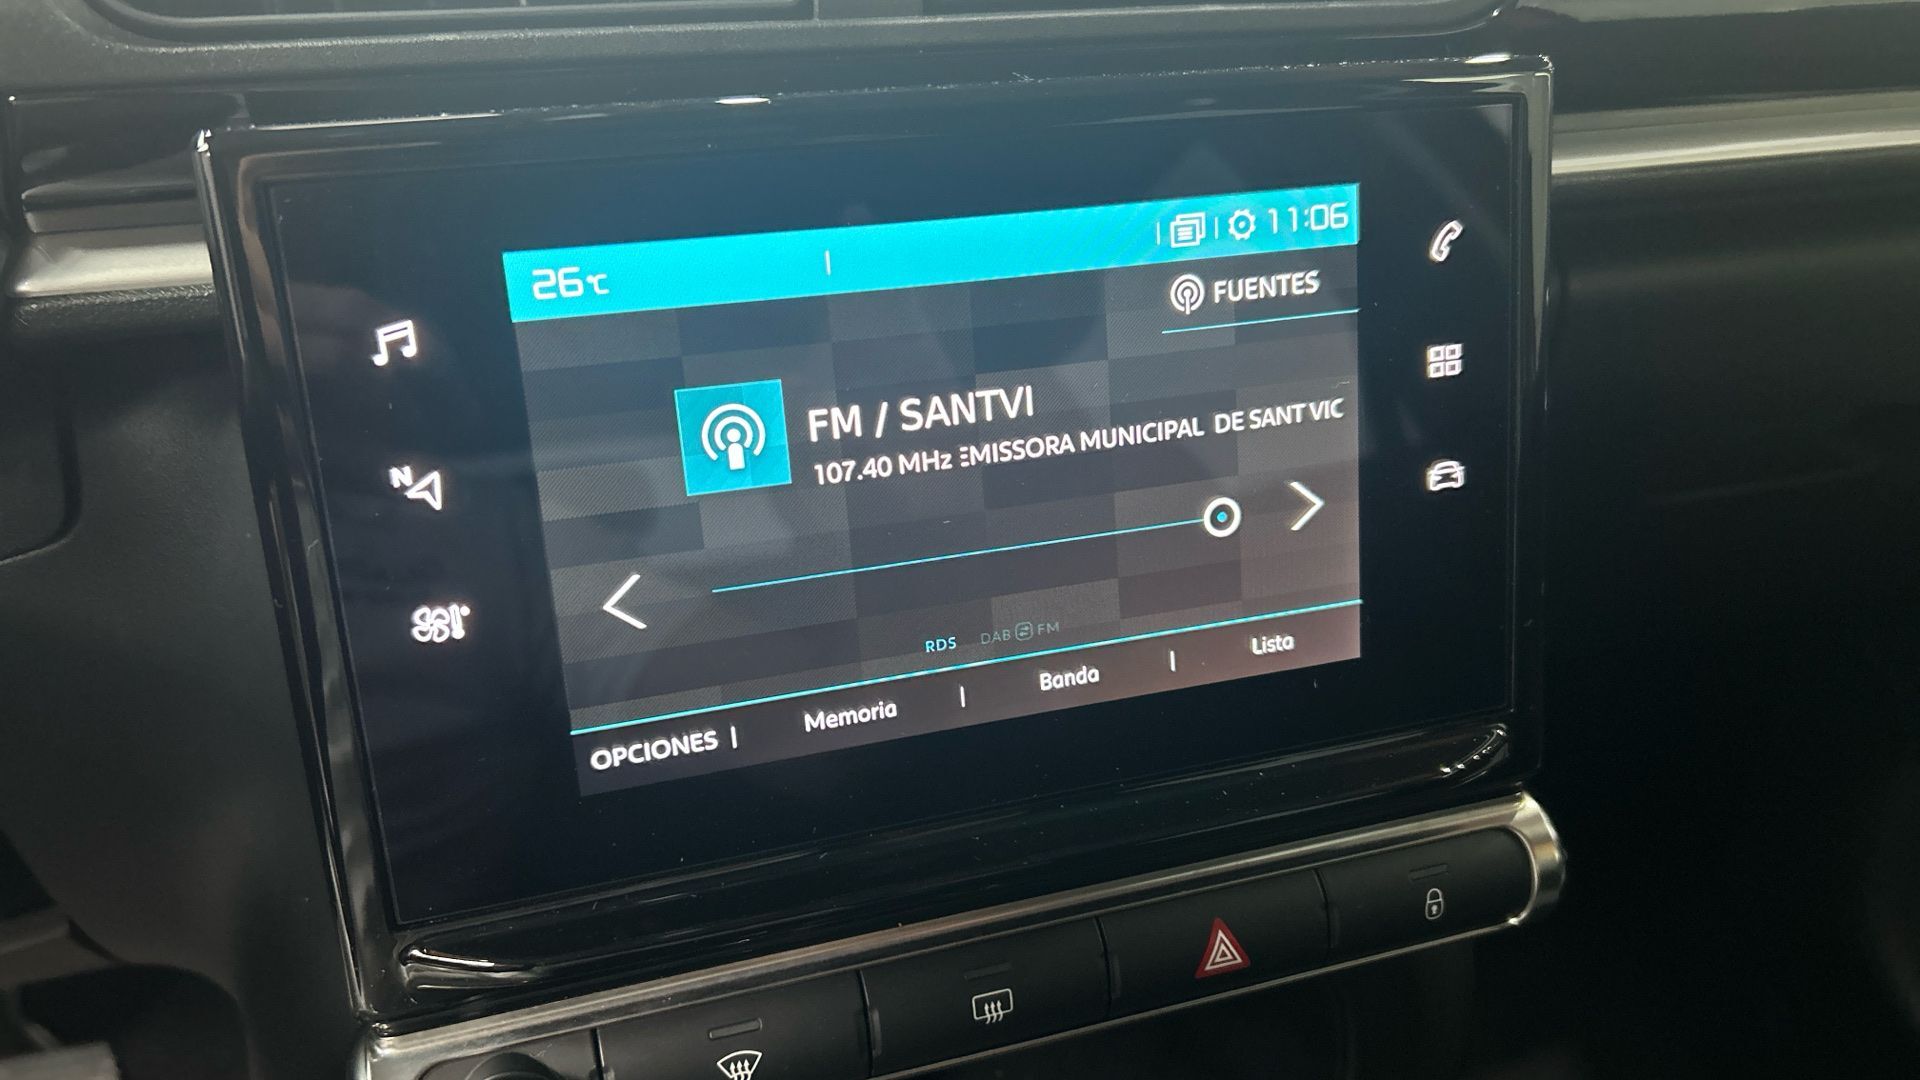 26°C
11:06
FUENTES
FM / SANTVI
107.40 MHz EMISSORA MUNICIPAL DE SANT VIC
N
RDS DAB FM
OPCIONES Memoria Banda Lista